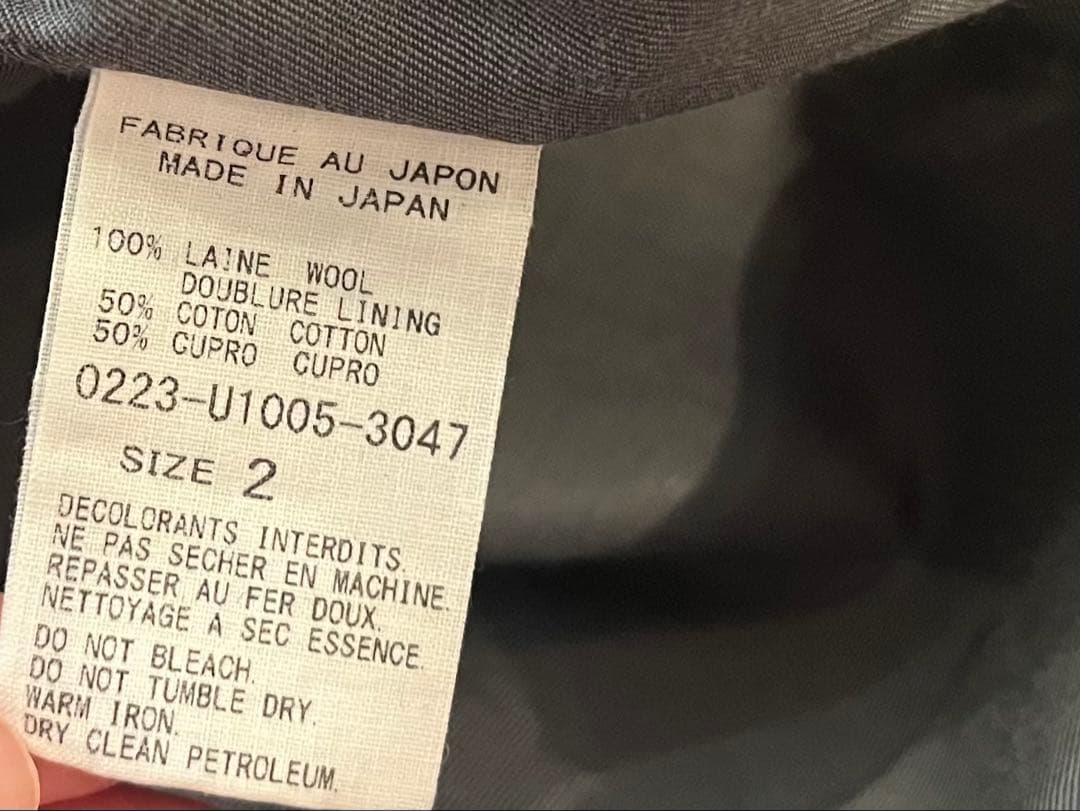 FABRIQUE AU JAPON
MADE IN JAPAN
100% LAINE WOOL
DOUBLURE LINING
50% COTON COTTON
50% CUPRO CUPRO
0223-U1005-3047
SIZE 2
DECOLORANTS INTERDITS.
NE PAS SECHER EN MACHINE.
REPASSER AU FER DOUX.
NETTOYAGE A SEC ESSENCE.
DO NOT BLEACH.
DO NOT TUMBLE DRY.
WARM IRON.
DRY CLEAN PETROLEUM.